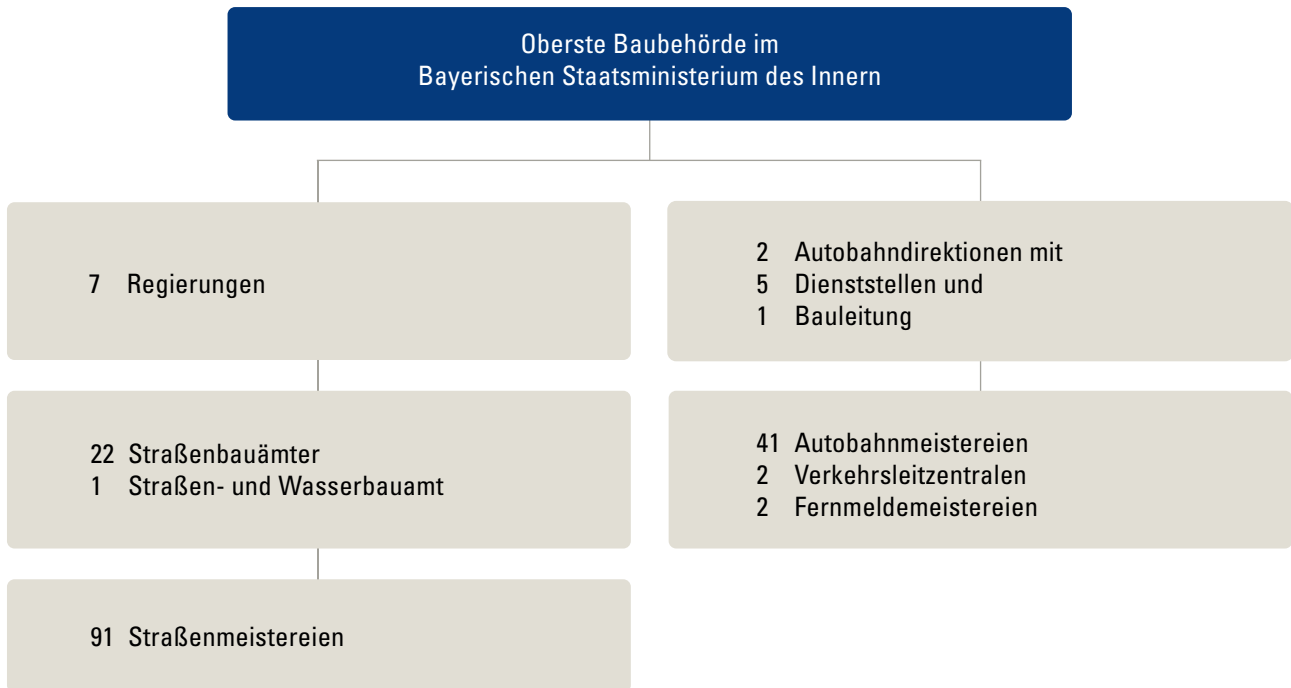 Oberste Baubehörde im
Bayerischen Staatsministerium des Innern
7 Regierungen
2 Autobahndirektionen mit
5 Dienststellen und
1 Bauleitung
22 Straßenbauämter
1 Straßen- und Wasserbauamt
41 Autobahnmeistereien
2 Verkehrsleitzentralen
2 Fernmeldemeistereien
91 Straßenmeistereien